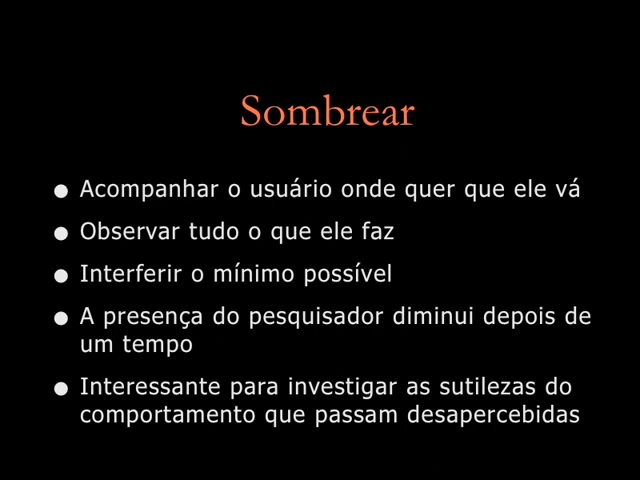 Sombrear
• Acompanhar o usuário onde quer que ele vá
• Observar tudo o que ele faz
• Interferir o mínimo possível
• A presença do pesquisador diminui depois de
um tempo
• Interessante para investigar as sutilezas do
comportamento que passam desapercebidas